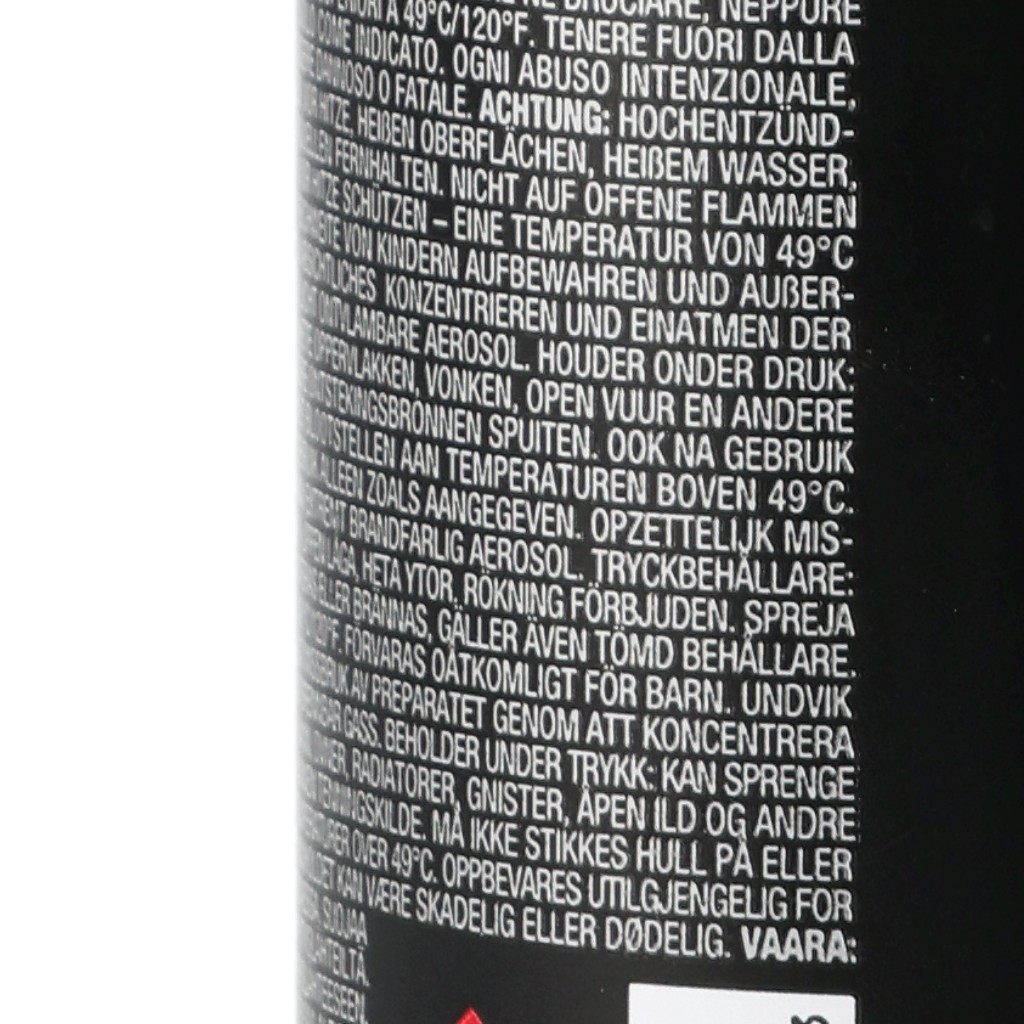 NE BRUCIARE, NEPPURE
A 49°C/120°F. TENERE FUORI DALLA
COME INDICATO. OGNI ABUSO INTENZIONALE,
DANNOSO O FATALE. ACHTUNG: HOCHENTZÜND-
HITZE, HEIßEN OBERFLÄCHEN, HEIßEM WASSER,
FERNHALTEN. NICHT AUF OFFENE FLAMMEN
HITZE SCHÜTZEN – EINE TEMPERATUR VON 49°C
VON KINDERN AUFBEWAHREN UND AUßER-
KONZENTRIEREN UND EINATMEN DER
ONTVLAMBARE AEROSOL. HOUDER ONDER DRUK:
OPPERVLAKKEN, VONKEN, OPEN VUUR EN ANDERE
ONTSTEKINGSBRONNEN SPUITEN. OOK NA GEBRUIK
BLOOTSTELLEN AAN TEMPERATUREN BOVEN 49°C.
ALLEEN ZOALS AANGEGEVEN. OPZETTELIJK MIS-
BRANDFARLIG AEROSOL. TRYCKBEHÅLLARE:
LÅGA, HETA YTOR. RÖKNING FÖRBJUDEN. SPREJA
ELLER BRÄNNAS, GÄLLER ÄVEN TÖMD BEHÅLLARE.
120°F. FÖRVARAS OÅTKOMLIGT FÖR BARN. UNDVIK
AV PREPARATET GENOM ATT KONCENTRERA
GASS. BEHOLDER UNDER TRYKK: KAN SPRENGE
RADIATORER, GNISTER, ÅPEN ILD OG ANDRE
TENNINGSKILDE. MÅ IKKE STIKKES HULL PÅ ELLER
OVER 49°C. OPPBEVARES UTILGJENGELIG FOR
KAN VÆRE SKADELIG ELLER DØDELIG. VAARA:
SUOJAA